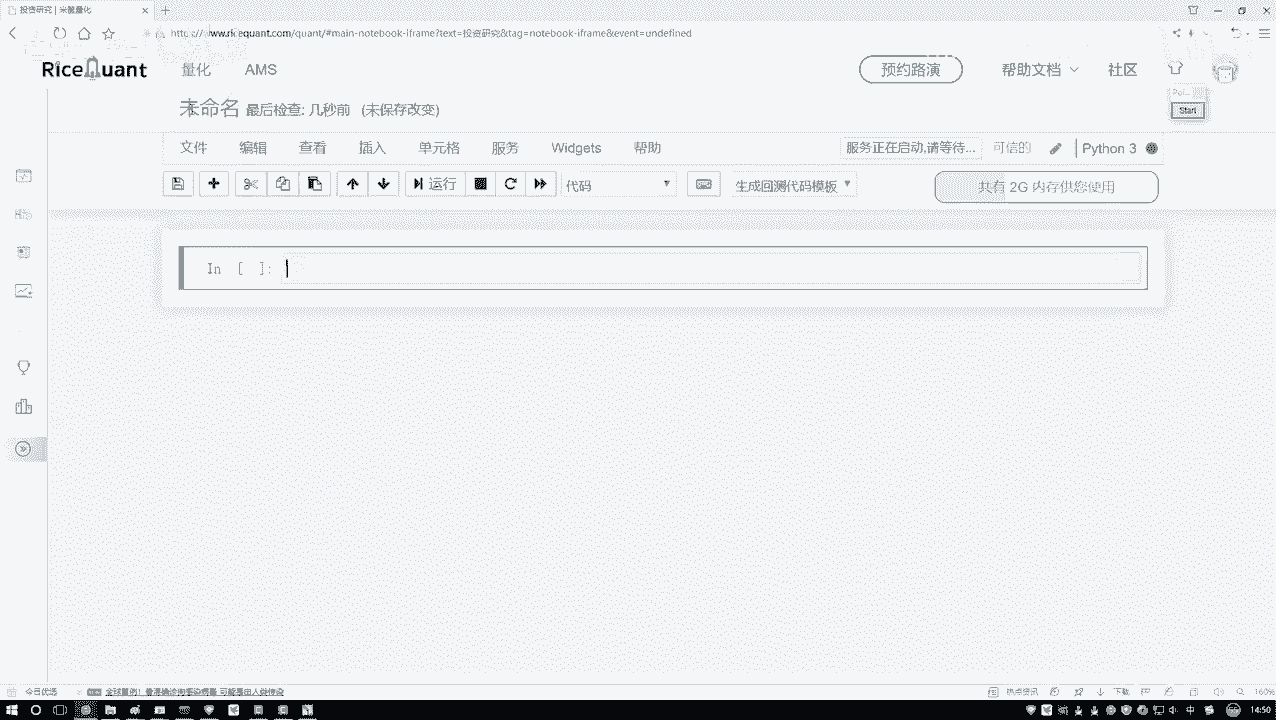 投资研究 | 米筐量化
www.ricequant.com/quant/#main-notebook-iframe?text=投资研究&tag=notebook-iframe&event=undefined
RiceQuant 量化 AMS 预约路演 帮助文档 社区
未命名 最后检查: 几秒前 (未保存改变)
Start
文件 编辑 查看 插入 单元格 服务 Widgets 帮助 服务正在启动,请等待... 可信的 Python 3
运行 代码 生成回测代码模板 共有 2G 内存供您使用
In [ ]:
今日优选 热点资讯 下载 160%
中 14:50